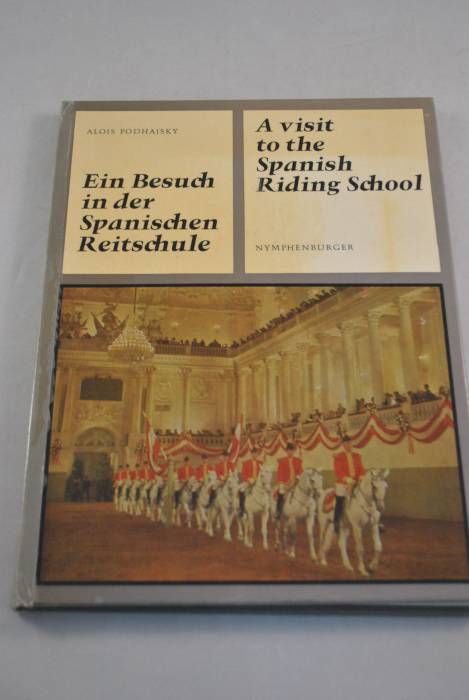 ALOIS PODHAJSKY
Ein Besuch
in der
Spanischen
Reitschule
A visit
to the
Spanish
Riding School
NYMPHENBURGER